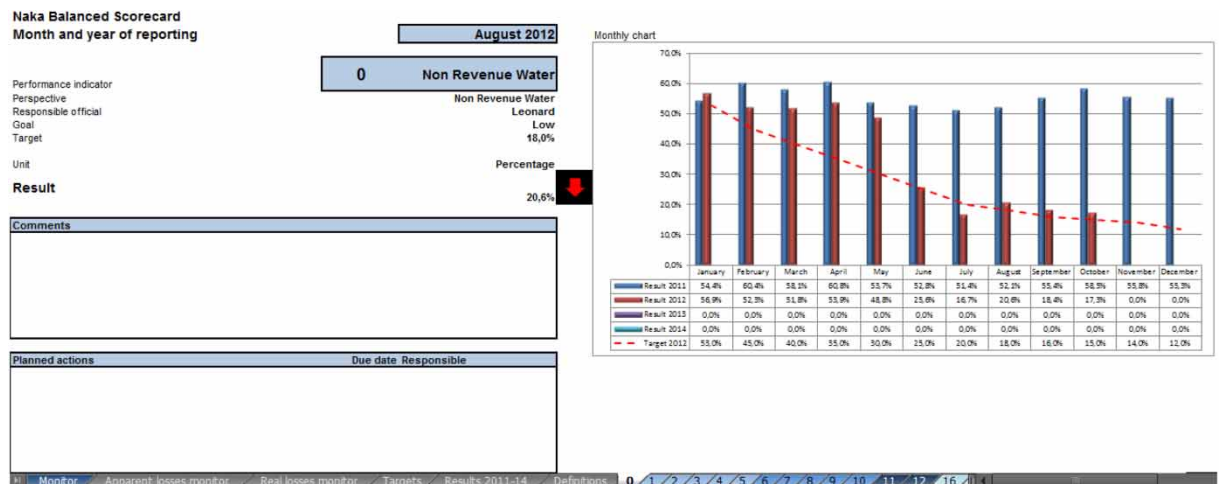 Naka Balanced Scorecard
Month and year of reporting August 2012
0 Non Revenue Water
Performance indicator
Perspective Non Revenue Water
Responsible official Leonard
Goal Low
Target 18,0%
Unit Percentage
Result 20,6%
Comments
Planned actions Due date Responsible
Monthly chart
70,0%
60,0%
50,0%
40,0%
30,0%
20,0%
10,0%
0,0%
January February March April May June July August September October November December
Result 2011 54,4% 60,4% 58,1% 60,8% 53,7% 52,8% 51,4% 52,1% 55,4% 58,5% 55,8% 55,3%
Result 2012 56,9% 52,3% 51,8% 53,9% 48,8% 25,6% 16,7% 20,6% 18,4% 17,3% 0,0% 0,0%
Result 2013 0,0% 0,0% 0,0% 0,0% 0,0% 0,0% 0,0% 0,0% 0,0% 0,0% 0,0% 0,0%
Result 2014 0,0% 0,0% 0,0% 0,0% 0,0% 0,0% 0,0% 0,0% 0,0% 0,0% 0,0% 0,0%
Target 2012 53,0% 45,0% 40,0% 35,0% 30,0% 25,0% 20,0% 18,0% 16,0% 15,0% 14,0% 12,0%
Monitor Apparent losses monitor Real losses monitor Targets Results 2011-14 Definitions 0 1 2 3 4 5 6 7 8 9 10 11 12 16